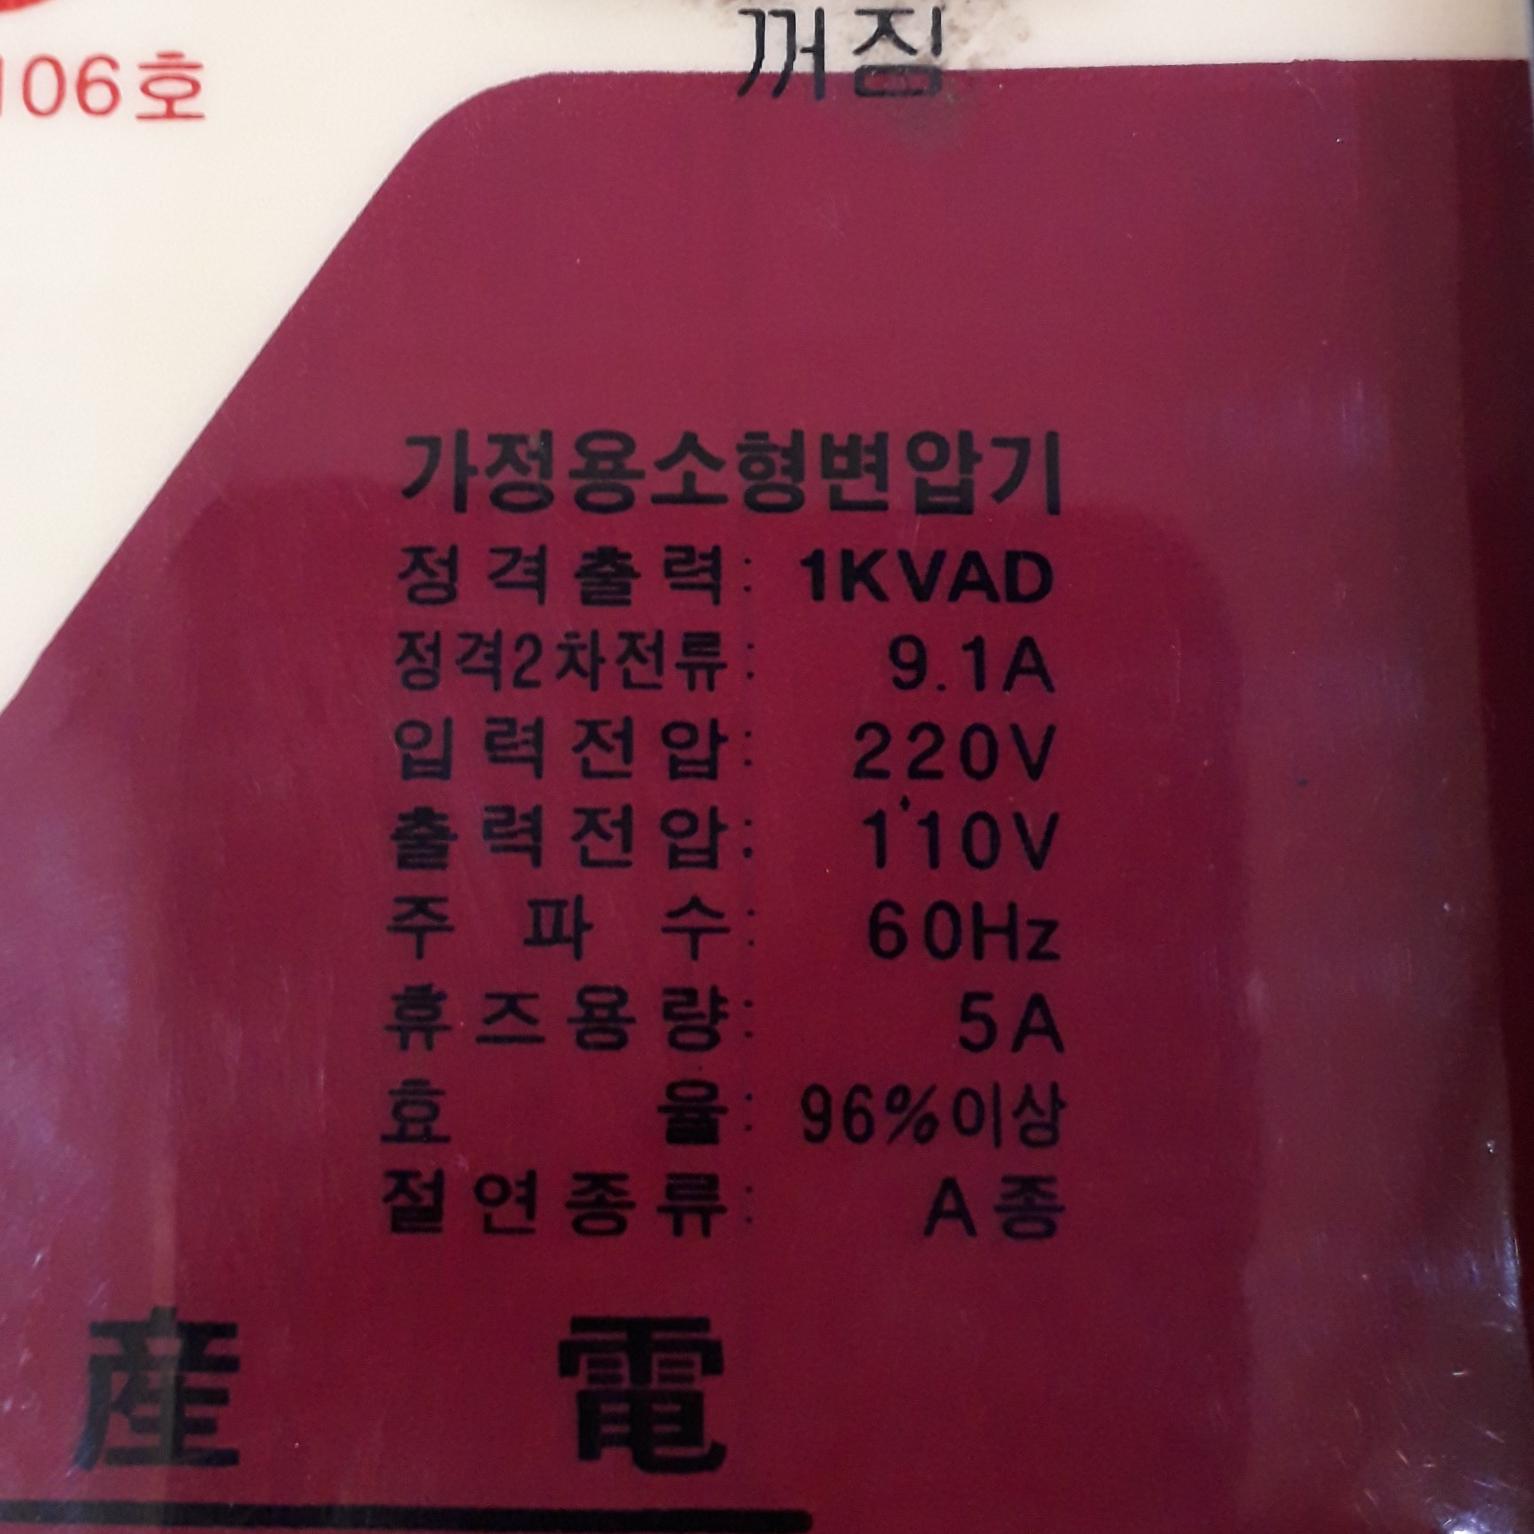 꺼짐
106호
가정용소형변압기
정격출력: 1KVAD
정격2차전류: 9.1A
입력전압: 220V
출력전압: 110V
주파수: 60Hz
휴즈용량: 5A
효율: 96%이상
절연종류: A종
産電